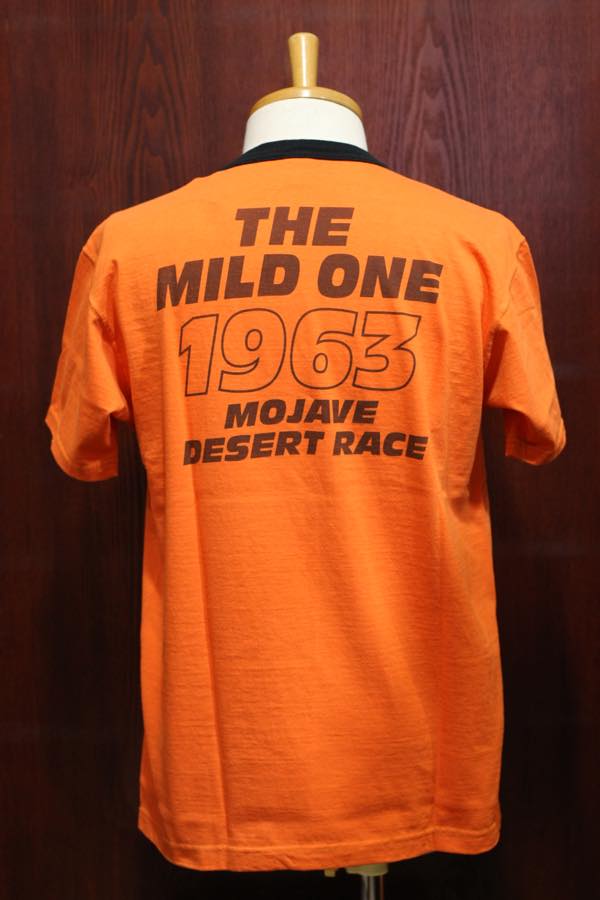 THE
MILD ONE
1963
MOJAVE
DESERT RACE